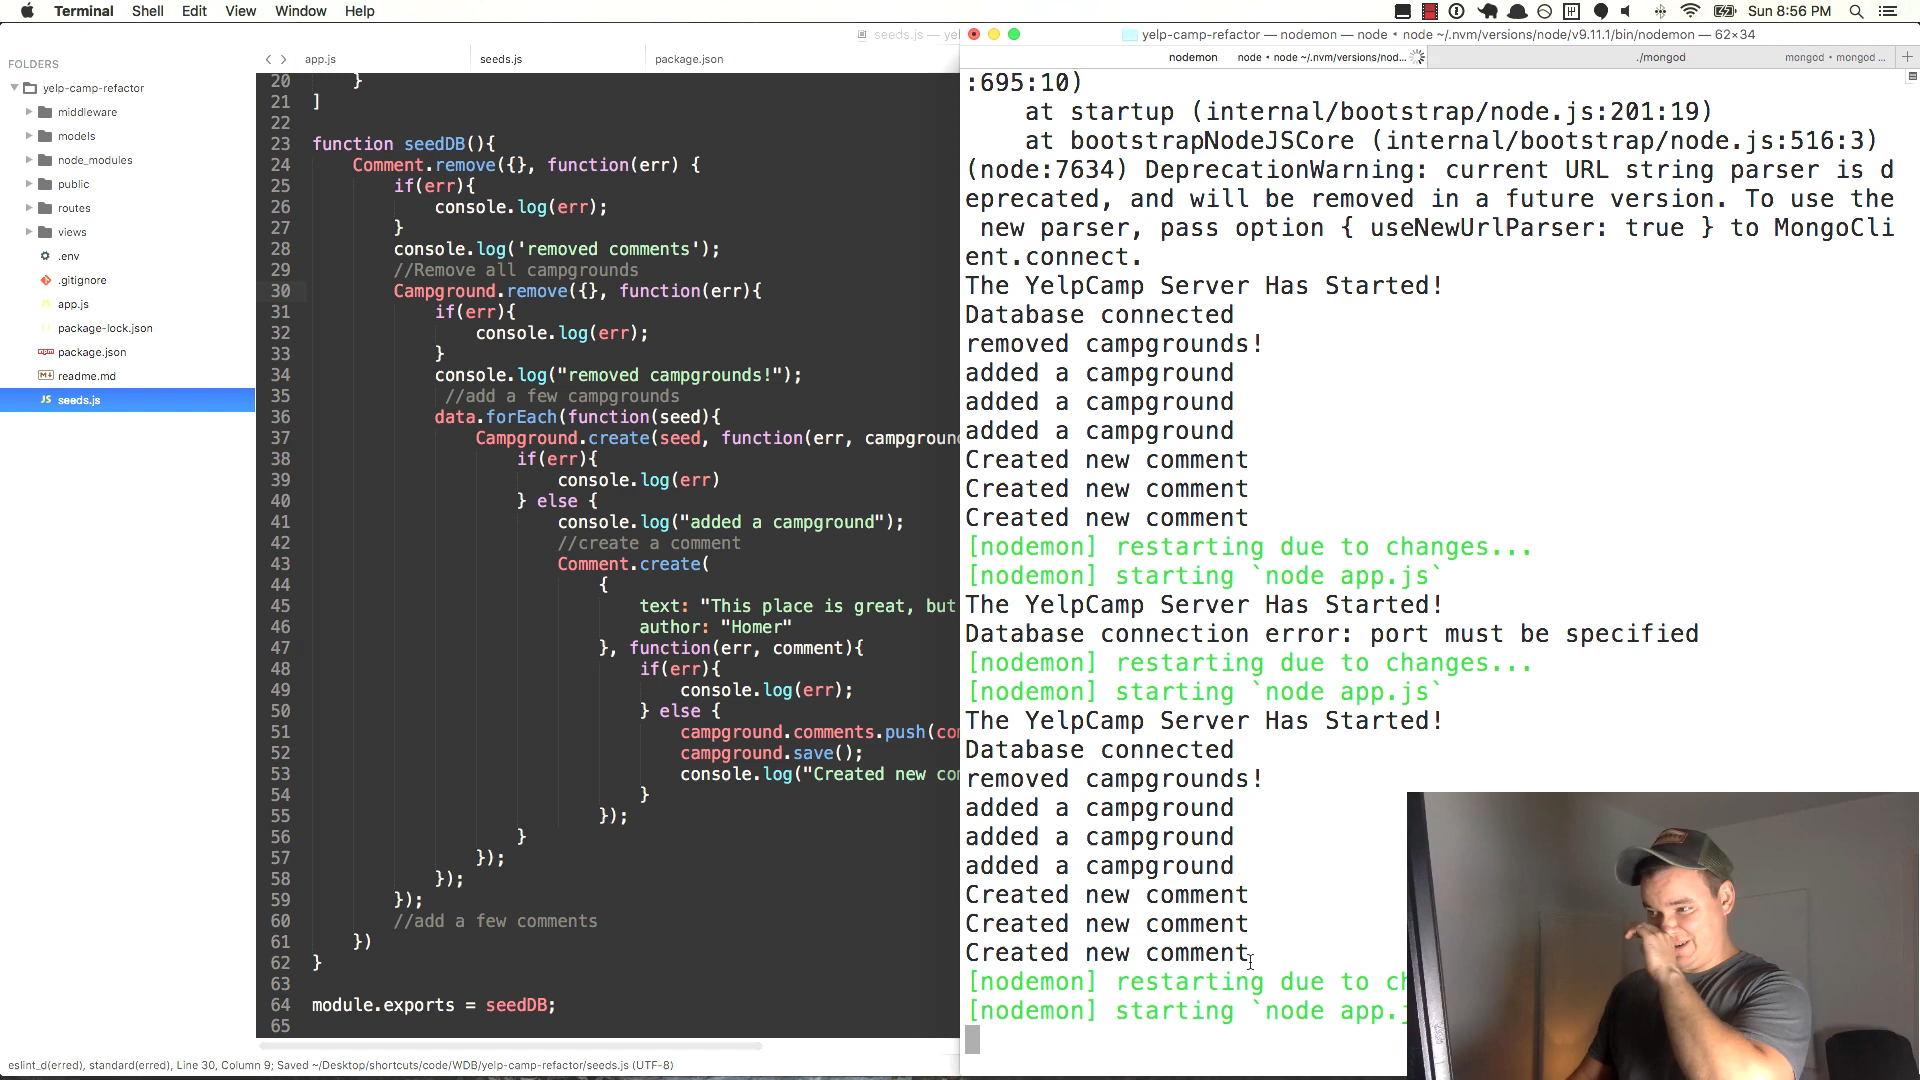 Terminal Shell Edit View Window Help
Sun 8:56 PM
seeds.js — yel
yelp-camp-refactor — nodemon — node • node ~/.nvm/versions/node/v9.11.1/bin/nodemon — 62×34
FOLDERS
yelp-camp-refactor
middleware
models
node_modules
public
routes
views
.env
.gitignore
app.js
package-lock.json
package.json
readme.md
JS seeds.js
app.js seeds.js package.json
20 }
21 ]
22
23 function seedDB(){
24 Comment.remove({}, function(err) {
25 if(err){
26 console.log(err);
27 }
28 console.log('removed comments');
29 //Remove all campgrounds
30 Campground.remove({}, function(err){
31 if(err){
32 console.log(err);
33 }
34 console.log("removed campgrounds!");
35 //add a few campgrounds
36 data.forEach(function(seed){
37 Campground.create(seed, function(err, campground
38 if(err){
39 console.log(err)
40 } else {
41 console.log("added a campground");
42 //create a comment
43 Comment.create(
44 {
45 text: "This place is great, but
46 author: "Homer"
47 }, function(err, comment){
48 if(err){
49 console.log(err);
50 } else {
51 campground.comments.push(com
52 campground.save();
53 console.log("Created new com
54 }
55 });
56 }
57 });
58 });
59 });
60 //add a few comments
61 })
62 }
63
64 module.exports = seedDB;
65
eslint_d(erred), standard(erred), Line 30, Column 9; Saved ~/Desktop/shortcuts/code/WDB/yelp-camp-refactor/seeds.js (UTF-8)
nodemon node • node ~/.nvm/versions/nod... ./mongod mongod • mongod ...
:695:10)
at startup (internal/bootstrap/node.js:201:19)
at bootstrapNodeJSCore (internal/bootstrap/node.js:516:3)
(node:7634) DeprecationWarning: current URL string parser is d
eprecated, and will be removed in a future version. To use the
new parser, pass option { useNewUrlParser: true } to MongoCli
ent.connect.
The YelpCamp Server Has Started!
Database connected
removed campgrounds!
added a campground
added a campground
added a campground
Created new comment
Created new comment
Created new comment
[nodemon] restarting due to changes...
[nodemon] starting `node app.js`
The YelpCamp Server Has Started!
Database connection error: port must be specified
[nodemon] restarting due to changes...
[nodemon] starting `node app.js`
The YelpCamp Server Has Started!
Database connected
removed campgrounds!
added a campground
added a campground
added a campground
Created new comment
Created new comment
Created new comment
[nodemon] restarting due to ch
[nodemon] starting `node app.j